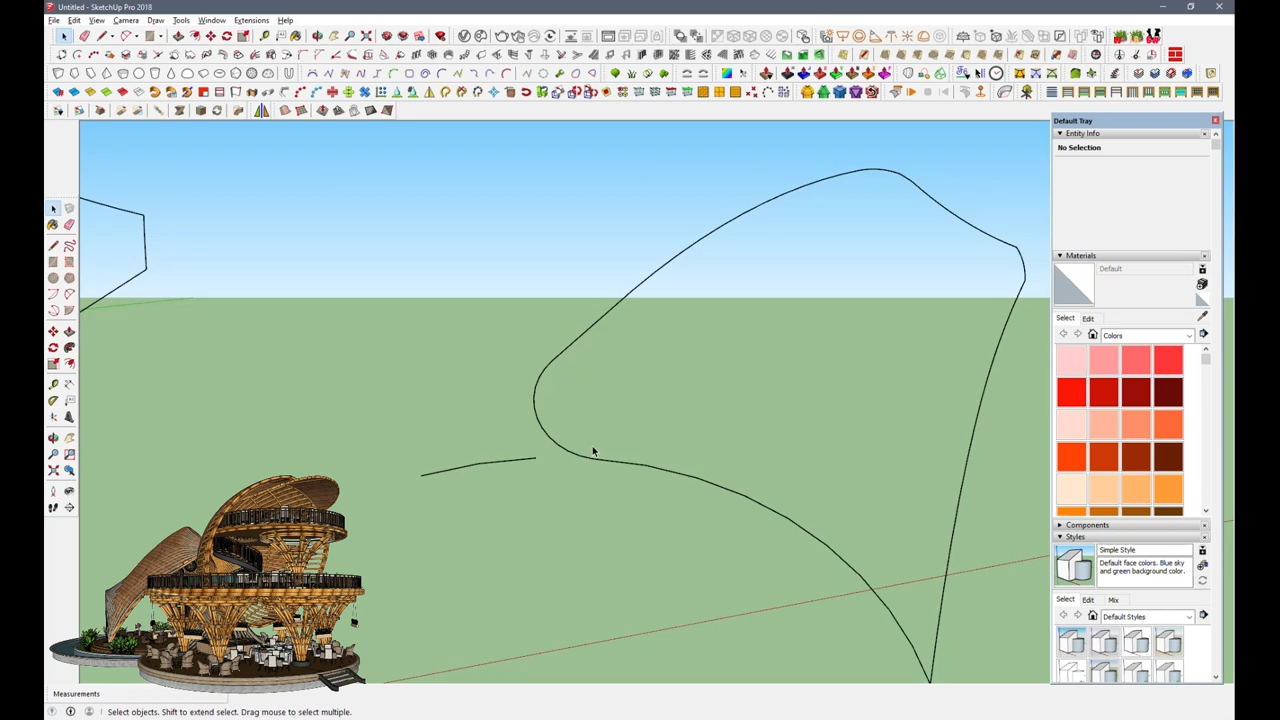 Untitled - SketchUp Pro 2018
File Edit View Camera Draw Tools Window Extensions Help
Default Tray
Entity Info
No Selection
Materials
Default
Select Edit
Colors
Components
Styles
Simple Style
Default face colors. Blue sky
and green background color.
Select Edit Mix
Default Styles
Measurements
Select objects. Shift to extend select. Drag mouse to select multiple.